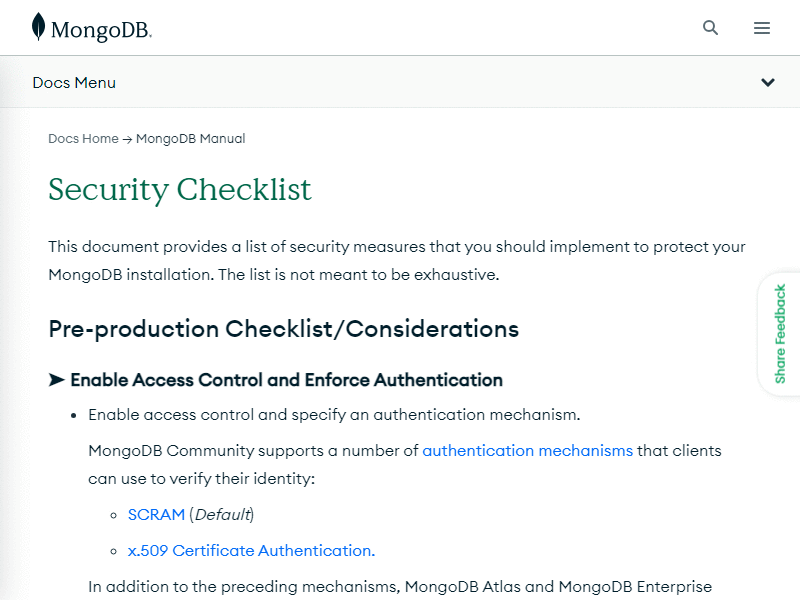 MongoDB.
Docs Menu
Docs Home → MongoDB Manual
Security Checklist
This document provides a list of security measures that you should implement to protect your
MongoDB installation. The list is not meant to be exhaustive.
Share Feedback
Pre-production Checklist/Considerations
➤ Enable Access Control and Enforce Authentication
• Enable access control and specify an authentication mechanism.
MongoDB Community supports a number of authentication mechanisms that clients
can use to verify their identity:
◦ SCRAM (Default)
◦ x.509 Certificate Authentication.
In addition to the preceding mechanisms, MongoDB Atlas and MongoDB Enterprise